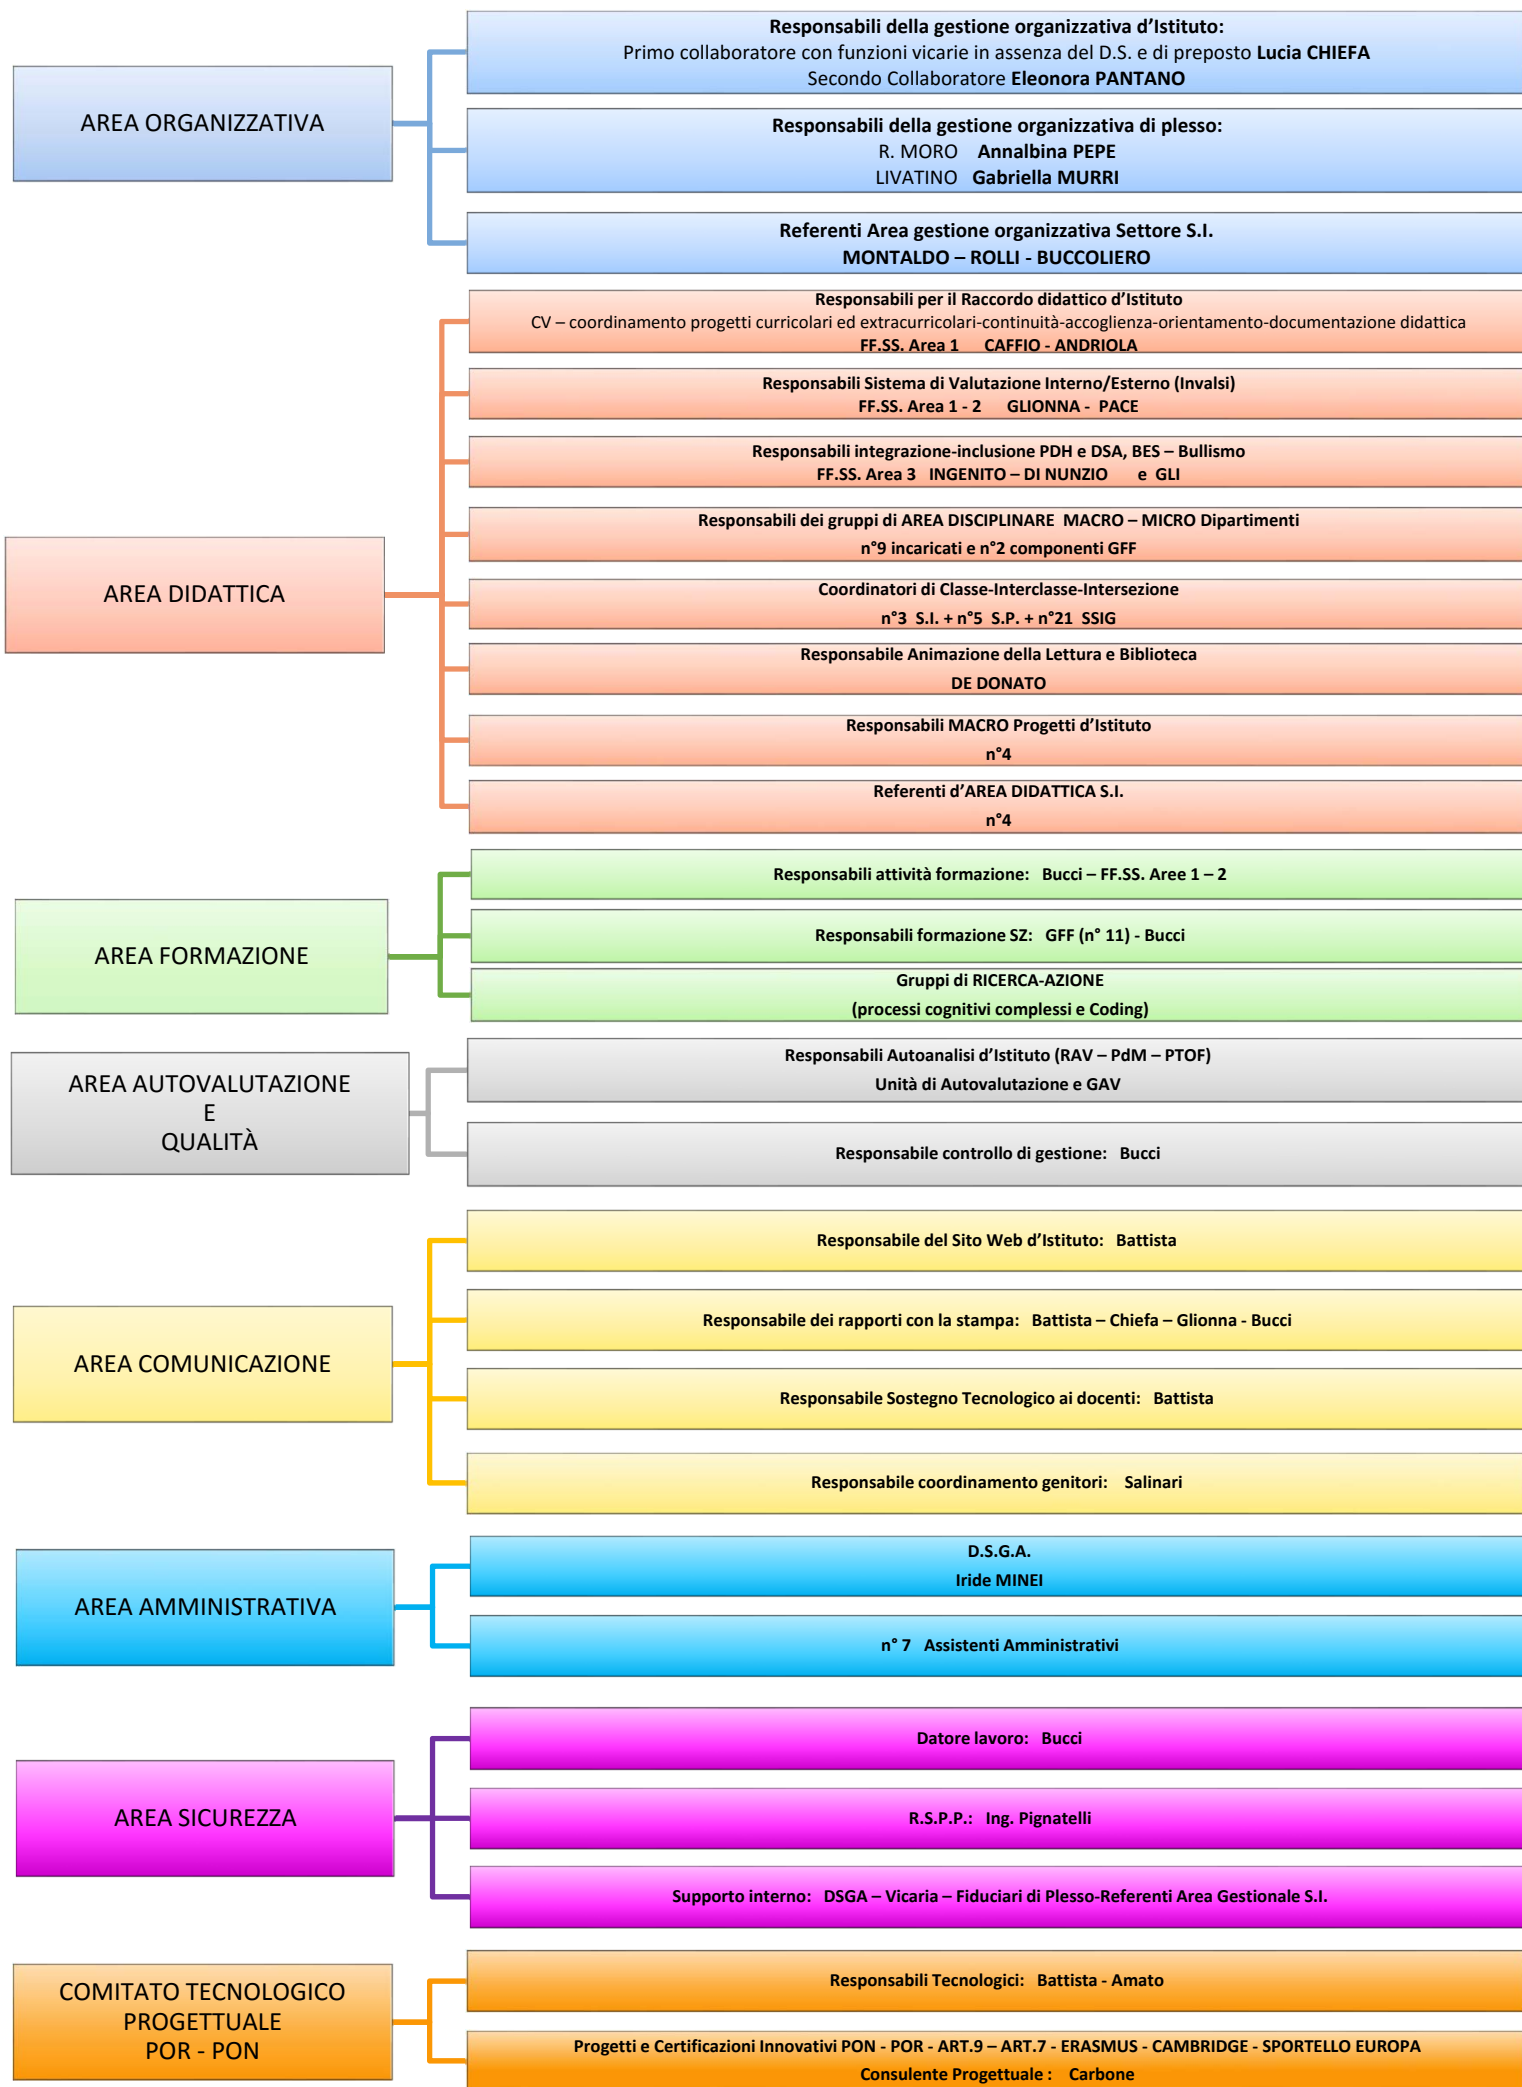 AREA ORGANIZZATIVA
Responsabili della gestione organizzativa d’Istituto:
Primo collaboratore con funzioni vicarie in assenza del D.S. e di preposto Lucia CHIEFA
Secondo Collaboratore Eleonora PANTANO
Responsabili della gestione organizzativa di plesso:
R. MORO Annalbina PEPE
LIVATINO Gabriella MURRI
Referenti Area gestione organizzativa Settore S.I.
MONTALDO – ROLLI - BUCCOLIERO
AREA DIDATTICA
Responsabili per il Raccordo didattico d’Istituto
CV – coordinamento progetti curricolari ed extracurricolari-continuità-accoglienza-orientamento-documentazione didattica
FF.SS. Area 1 CAFFIO - ANDRIOLA
Responsabili Sistema di Valutazione Interno/Esterno (Invalsi)
FF.SS. Area 1 - 2 GLIONNA - PACE
Responsabili integrazione-inclusione PDH e DSA, BES – Bullismo
FF.SS. Area 3 INGENITO – DI NUNZIO e GLI
Responsabili dei gruppi di AREA DISCIPLINARE MACRO – MICRO Dipartimenti
n°9 incaricati e n°2 componenti GFF
Coordinatori di Classe-Interclasse-Intersezione
n°3 S.I. + n°5 S.P. + n°21 SSIG
Responsabile Animazione della Lettura e Biblioteca
DE DONATO
Responsabili MACRO Progetti d’Istituto
n°4
Referenti d’AREA DIDATTICA S.I.
n°4
AREA FORMAZIONE
Responsabili attività formazione: Bucci – FF.SS. Aree 1 – 2
Responsabili formazione SZ: GFF (n° 11) - Bucci
Gruppi di RICERCA-AZIONE
(processi cognitivi complessi e Coding)
AREA AUTOVALUTAZIONE
E
QUALITÀ
Responsabili Autoanalisi d’Istituto (RAV – PdM – PTOF)
Unità di Autovalutazione e GAV
Responsabile controllo di gestione: Bucci
AREA COMUNICAZIONE
Responsabile del Sito Web d’Istituto: Battista
Responsabile dei rapporti con la stampa: Battista – Chiefa – Glionna - Bucci
Responsabile Sostegno Tecnologico ai docenti: Battista
Responsabile coordinamento genitori: Salinari
AREA AMMINISTRATIVA
D.S.G.A.
Iride MINEI
n° 7 Assistenti Amministrativi
AREA SICUREZZA
Datore lavoro: Bucci
R.S.P.P.: Ing. Pignatelli
Supporto interno: DSGA – Vicaria – Fiduciari di Plesso-Referenti Area Gestionale S.I.
COMITATO TECNOLOGICO
PROGETTUALE
POR - PON
Responsabili Tecnologici: Battista - Amato
Progetti e Certificazioni Innovativi PON - POR - ART.9 – ART.7 - ERASMUS - CAMBRIDGE - SPORTELLO EUROPA
Consulente Progettuale : Carbone